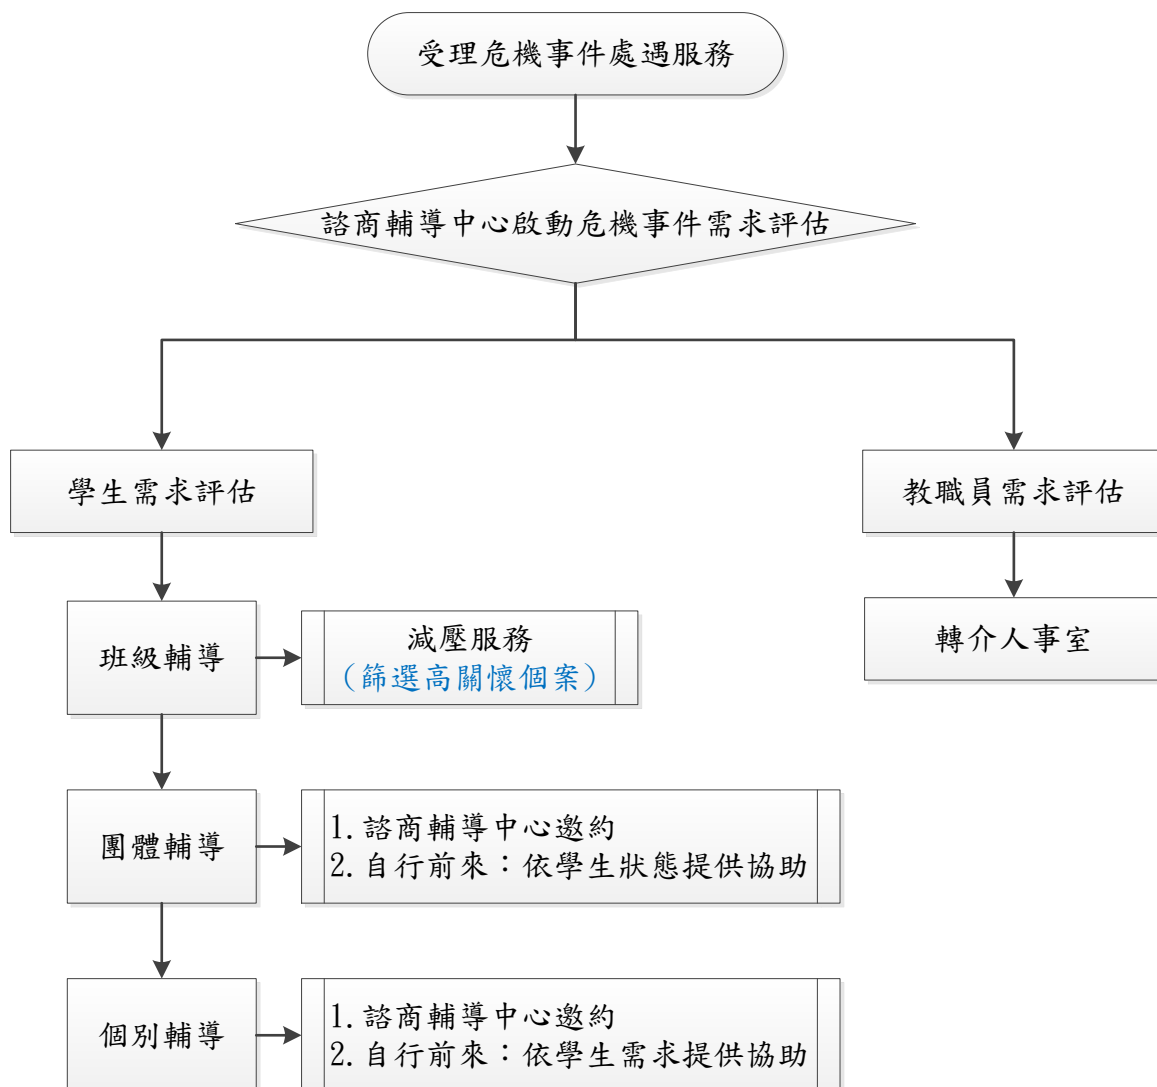 受理危機事件處遇服務
諮商輔導中心啟動危機事件需求評估
學生需求評估
教職員需求評估
班級輔導
減壓服務
（篩選高關懷個案）
轉介人事室
團體輔導
1.諮商輔導中心邀約
2.自行前來：依學生狀態提供協助
個別輔導
1.諮商輔導中心邀約
2.自行前來：依學生需求提供協助